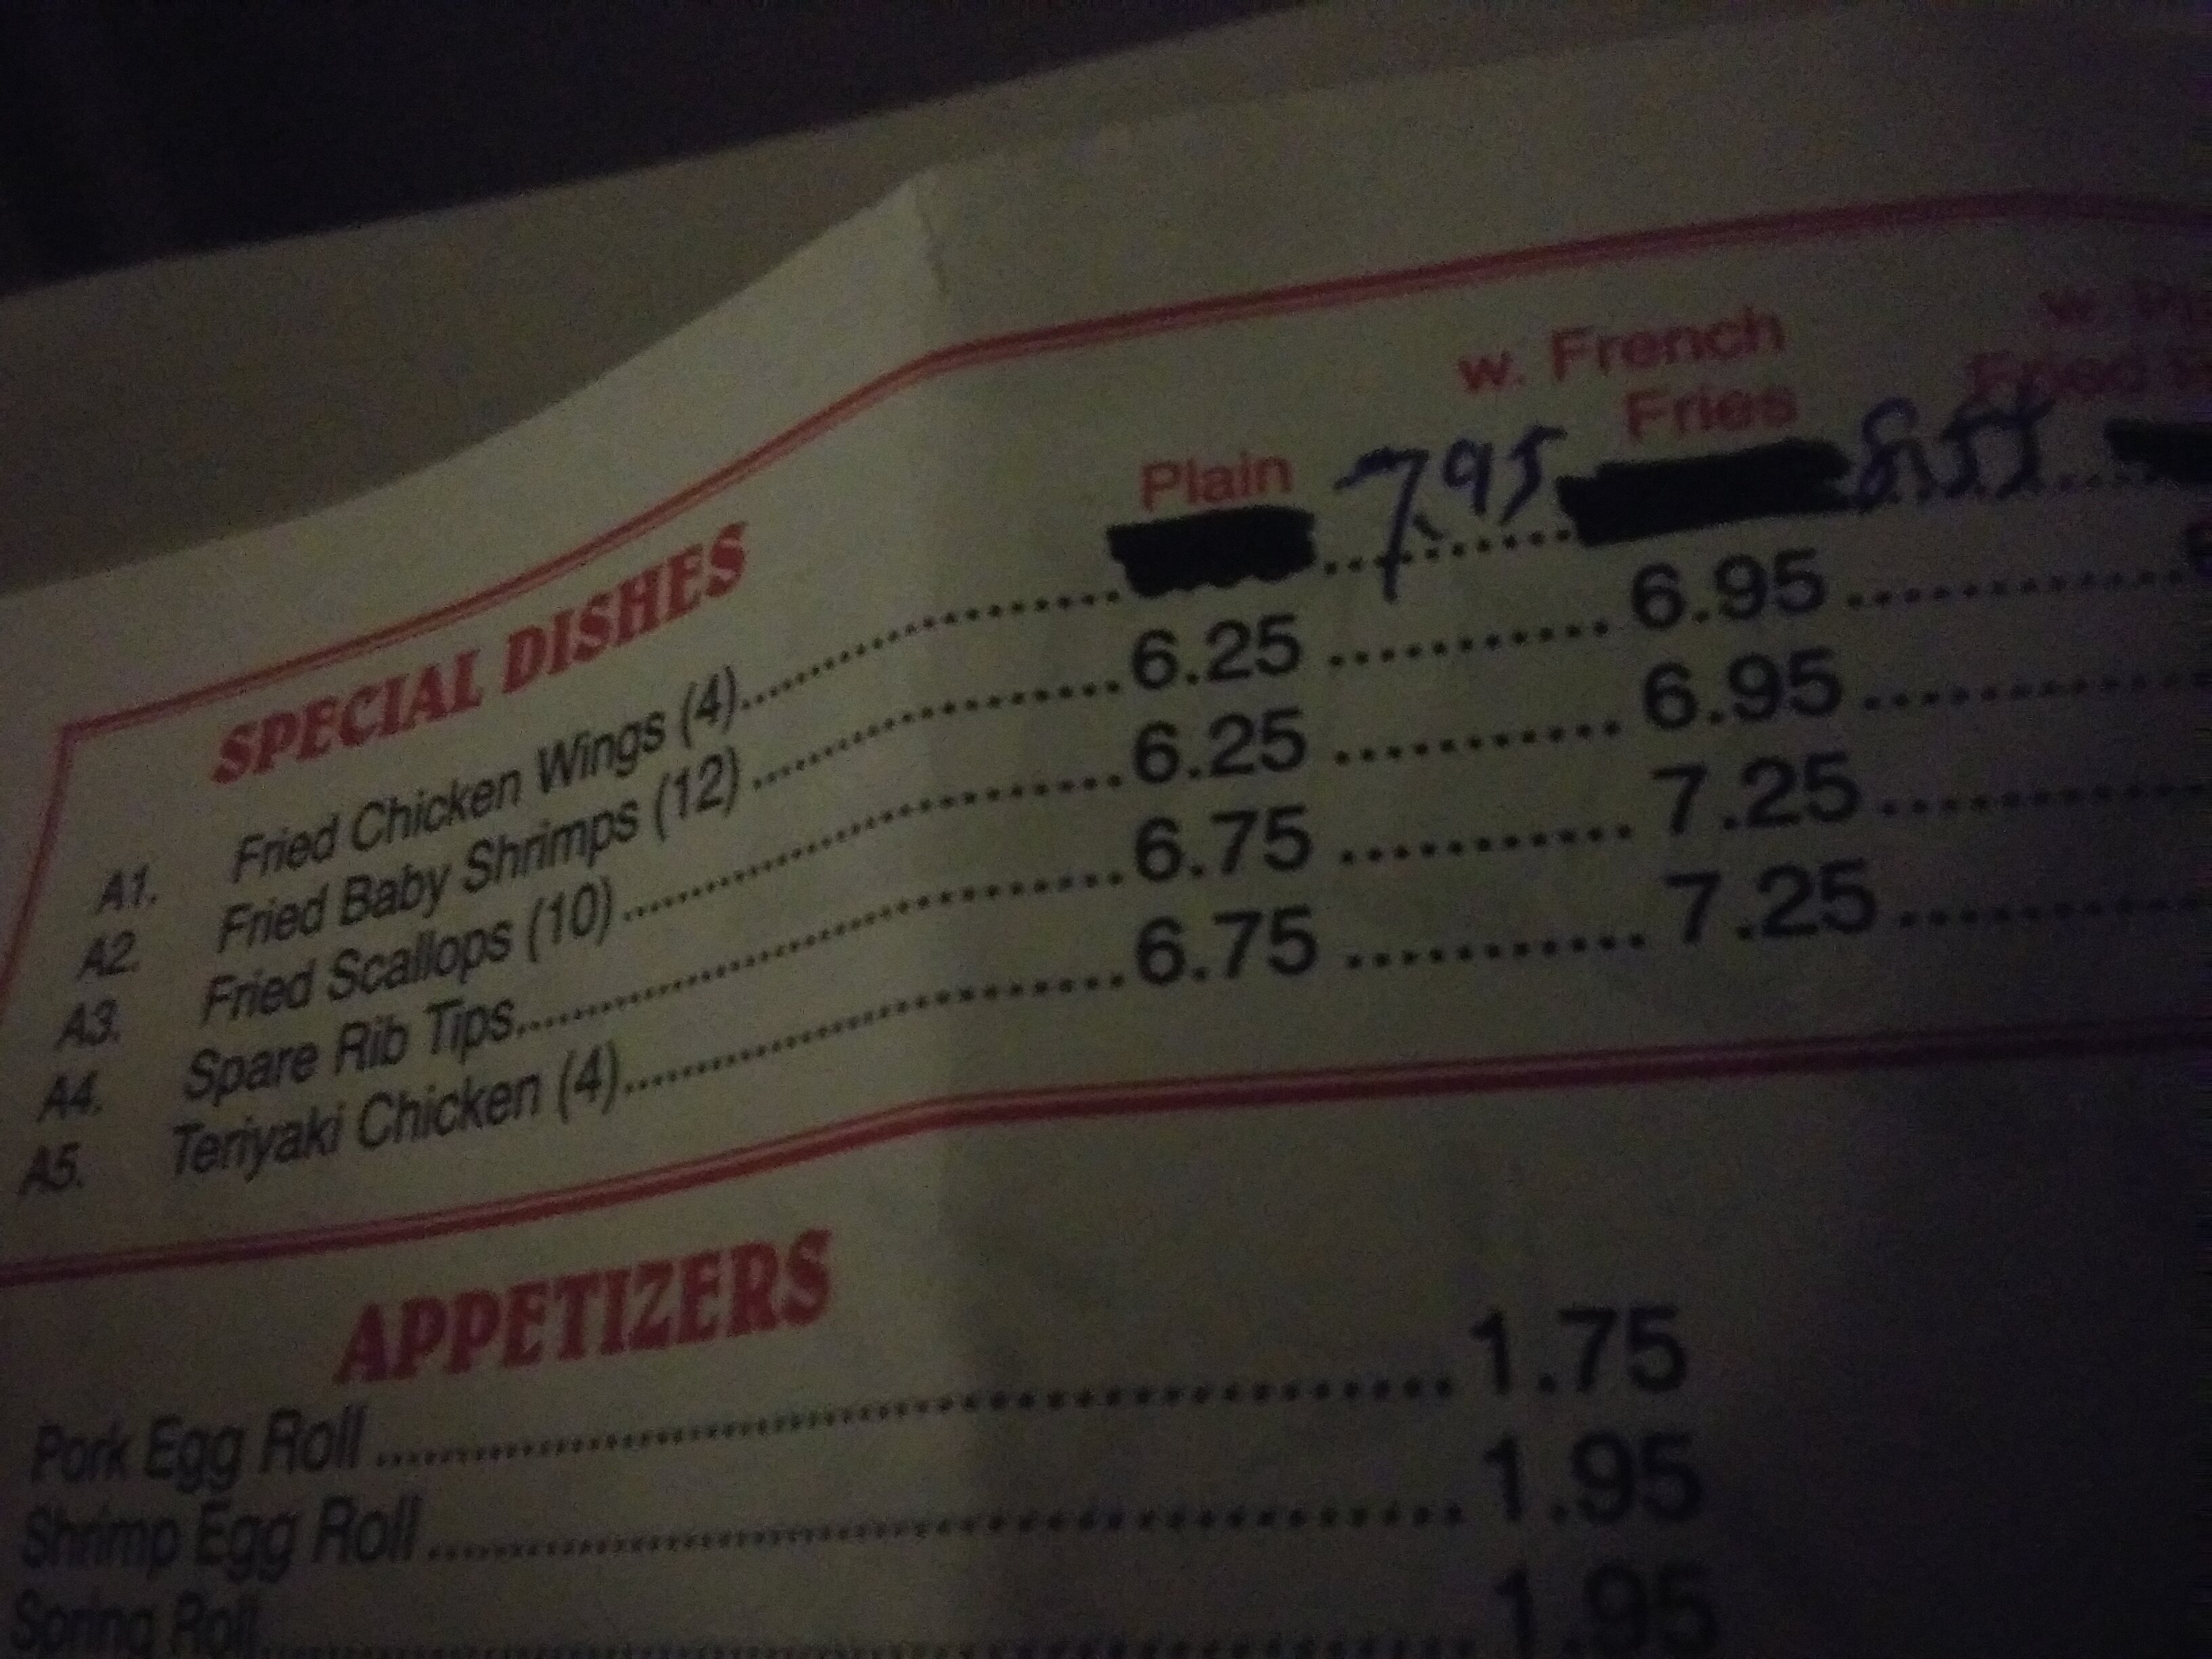 w. French
Fries
Plain
SPECIAL DISHES
A1. Fried Chicken Wings (4) 7.95 8.55
A2. Fried Baby Shrimps (12) 6.25 6.95
A3. Fried Scallops (10) 6.25 6.95
A4. Spare Rib Tips 6.75 7.25
A5. Teriyaki Chicken (4) 6.75 7.25
APPETIZERS
Pork Egg Roll 1.75
Shrimp Egg Roll 1.95
Spring Roll 1.95